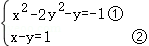 x²-2y²-y=-1①
x-y=1 ②